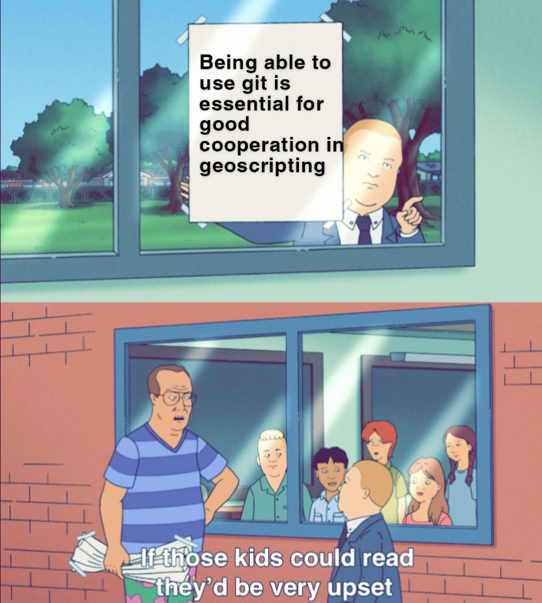 Being able to
use git is
essential for
good
cooperation in
geoscripting
If those kids could read
they'd be very upset